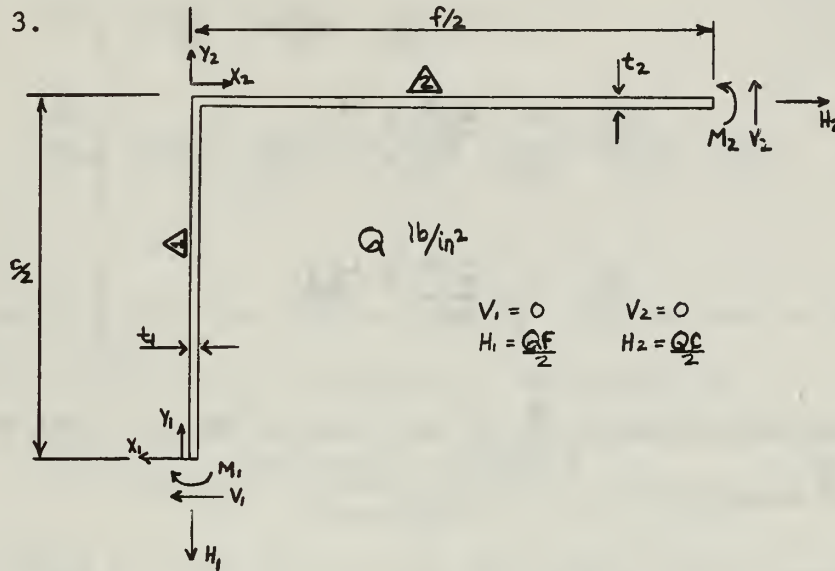 3.
f/2
Y₂
X₂
2
t₂
M₂
V₂
H₂
1
c/2
Q lb/in²
V₁ = 0 V₂ = 0
H₁ = QF/2 H₂ = QC/2
t₁
Y₁
X₁
M₁
V₁
H₁